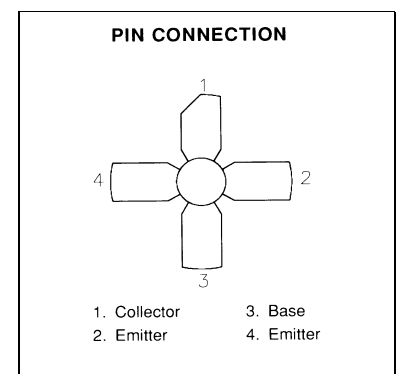 PIN CONNECTION
1
4
2
3
1. Collector 3. Base
2. Emitter 4. Emitter